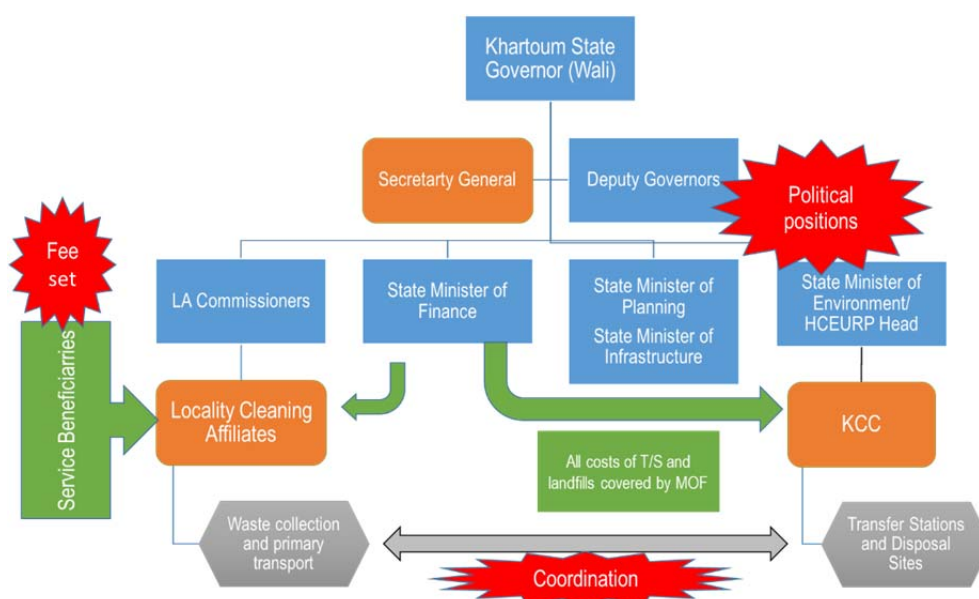 Khartoum State
Governor (Wali)
Secretarty General
Deputy Governors
Political
positions
Fee
set
LA Commissioners
State Minister of
Finance
State Minister of
Planning
State Minister of
Infrastructure
State Minister of
Environment/
HCEURP Head
Service Beneficiarries
Locality Cleaning
Affiliates
KCC
All costs of T/S and
landfills covered by MOF
Waste collection
and primary
transport
Transfer Stations
and Disposal
Sites
Coordination